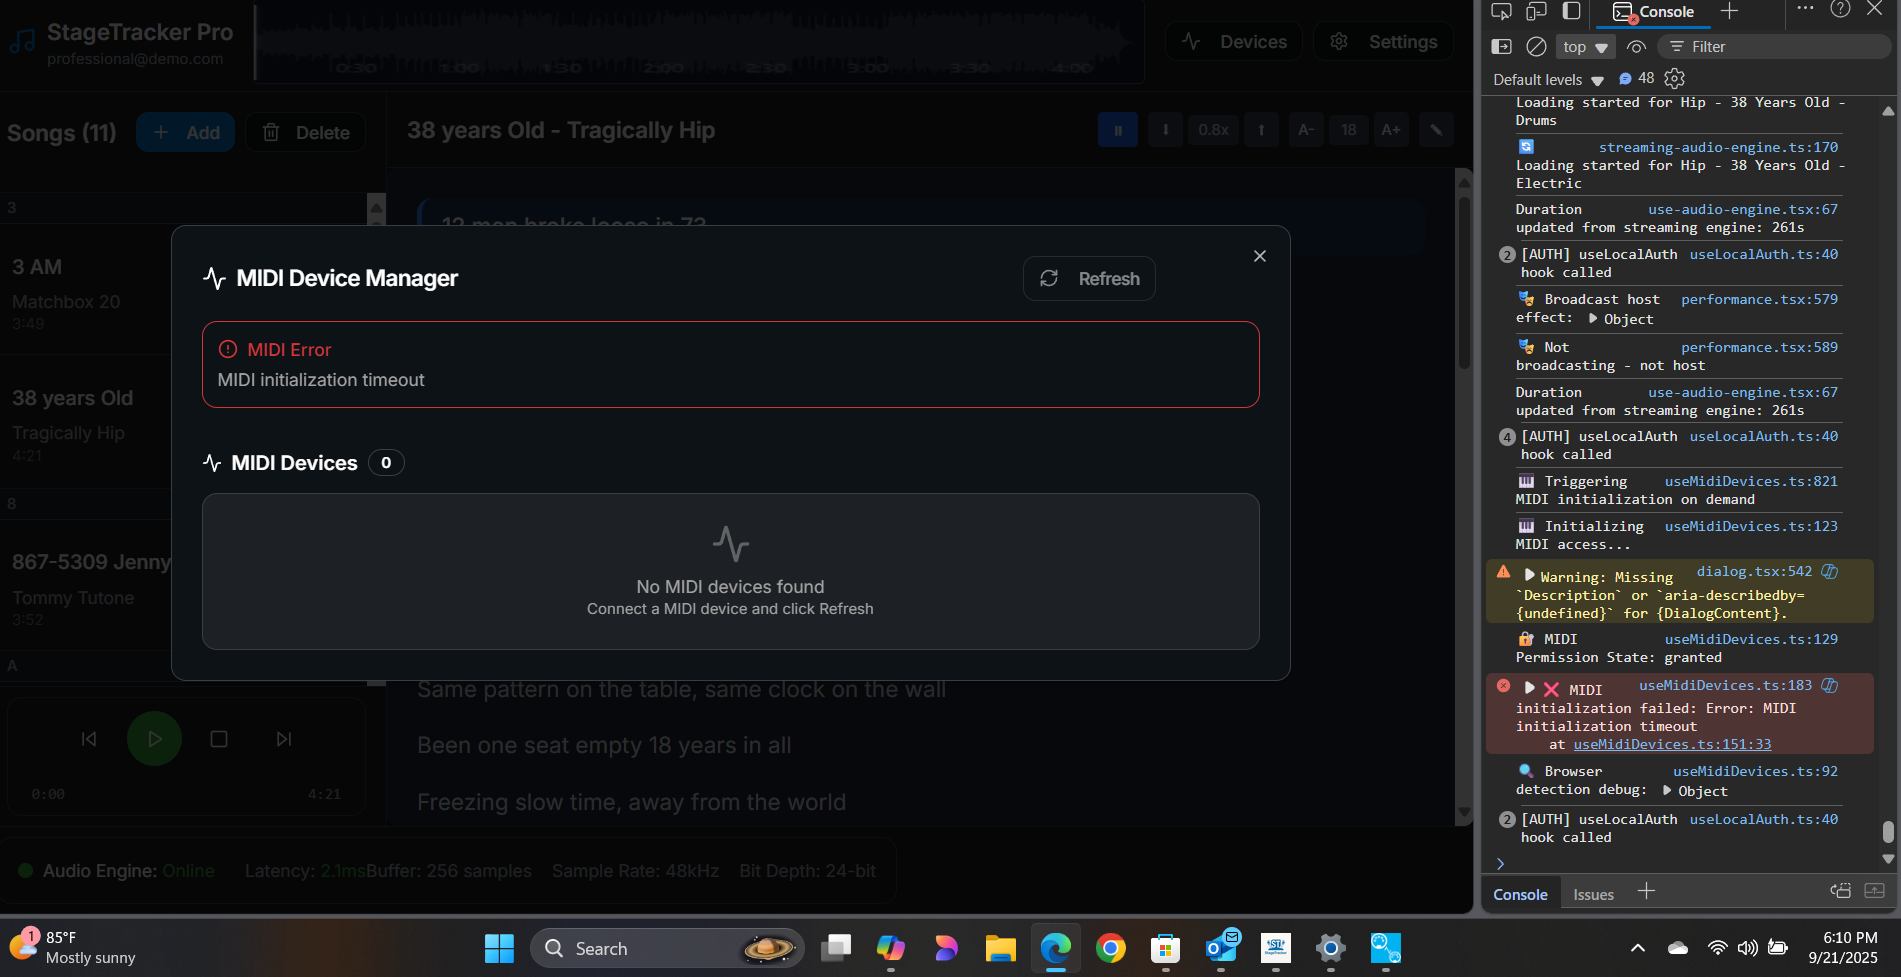 StageTracker Pro
professional@demo.com
0:30 1:00 1:30 2:00 2:30 3:00 3:30 4:00
Devices
Settings
Songs (11)
Add
Delete
38 years Old - Tragically Hip
0.8x
A- 18 A+
3
3 AM
Matchbox 20
3:49
38 years Old
Tragically Hip
4:21
8
867-5309 Jenny
Tommy Tutone
3:52
A
12 men broke loose in 73
MIDI Device Manager
Refresh
MIDI Error
MIDI initialization timeout
MIDI Devices 0
No MIDI devices found
Connect a MIDI device and click Refresh
Same pattern on the table, same clock on the wall
Been one seat empty 18 years in all
Freezing slow time, away from the world
0:00
4:21
Audio Engine: Online
Latency: 2.1ms
Buffer: 256 samples
Sample Rate: 48kHz
Bit Depth: 24-bit
Console
top
Filter
Default levels
48
Loading started for Hip - 38 Years Old -
Drums
streaming-audio-engine.ts:170
Loading started for Hip - 38 Years Old -
Electric
Duration use-audio-engine.tsx:67
updated from streaming engine: 261s
2 [AUTH] useLocalAuth useLocalAuth.ts:40
hook called
Broadcast host performance.tsx:579
effect: Object
Not performance.tsx:589
broadcasting - not host
Duration use-audio-engine.tsx:67
updated from streaming engine: 261s
4 [AUTH] useLocalAuth useLocalAuth.ts:40
hook called
Triggering useMidiDevices.ts:821
MIDI initialization on demand
Initializing useMidiDevices.ts:123
MIDI access...
Warning: Missing dialog.tsx:542
`Description` or `aria-describedby=
{undefined}` for {DialogContent}.
MIDI useMidiDevices.ts:129
Permission State: granted
❌ MIDI useMidiDevices.ts:183
initialization failed: Error: MIDI
initialization timeout
at useMidiDevices.ts:151:33
Browser useMidiDevices.ts:92
detection debug: Object
2 [AUTH] useLocalAuth useLocalAuth.ts:40
hook called
Console
Issues
1
85°F
Mostly sunny
Search
6:10 PM
9/21/2025